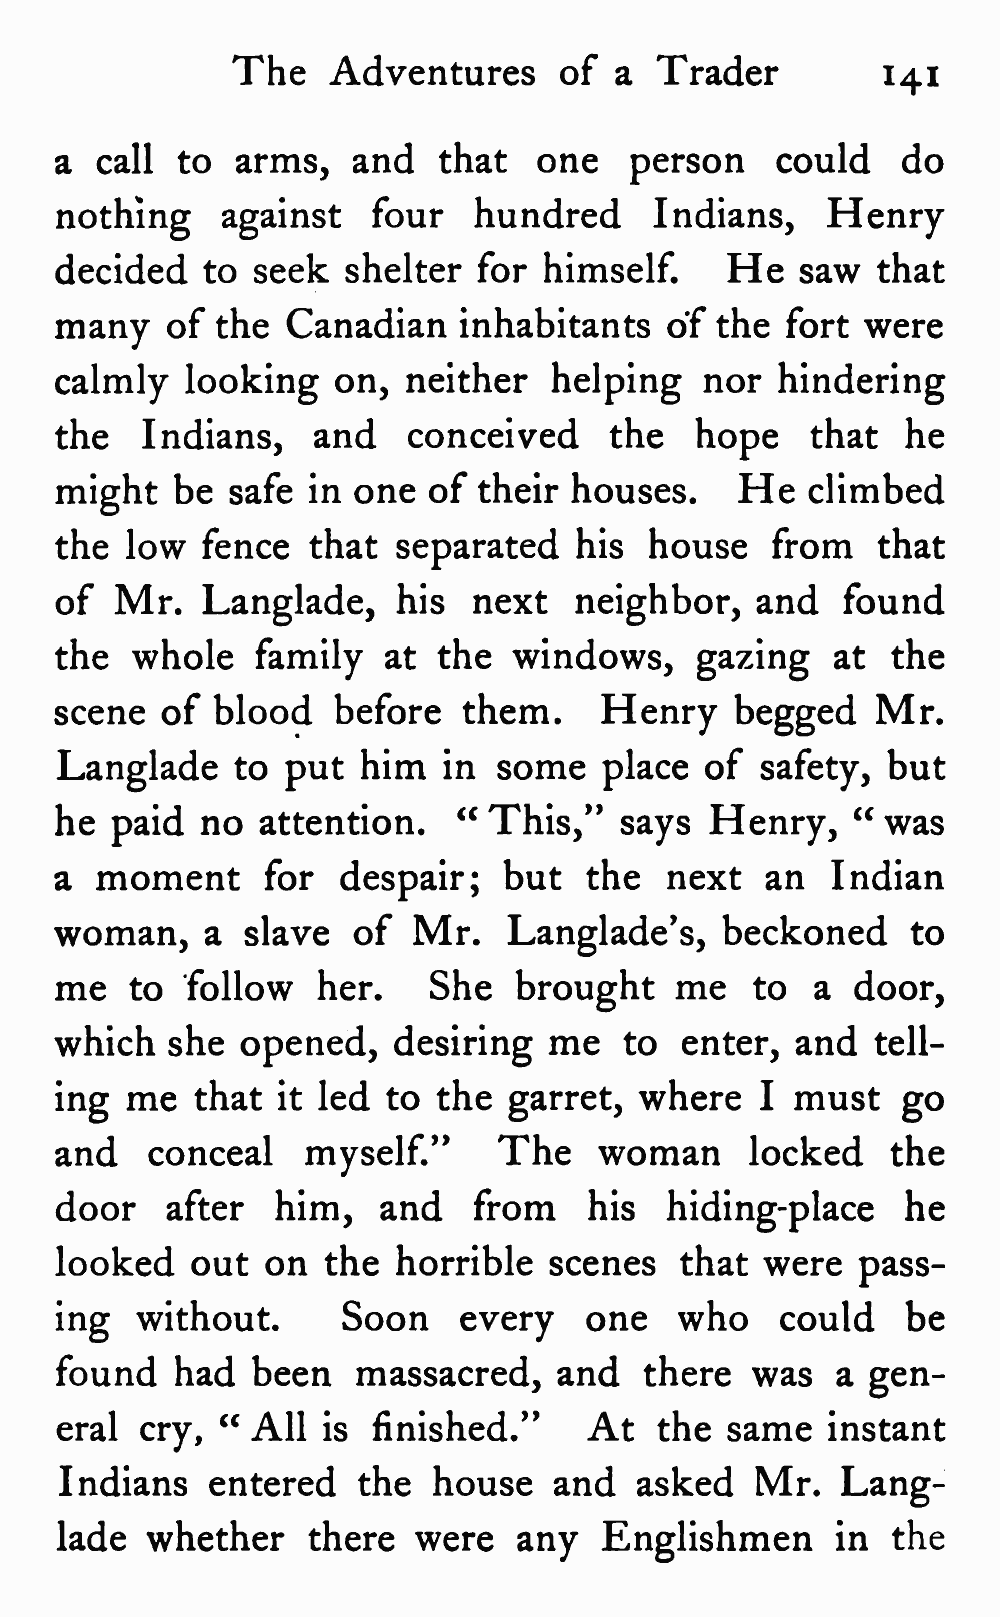 The Adventures of a Trader 141
a call to arms, and that one person could do
nothing against four hundred Indians, Henry
decided to seek shelter for himself. He saw that
many of the Canadian inhabitants of the fort were
calmly looking on, neither helping nor hindering
the Indians, and conceived the hope that he
might be safe in one of their houses. He climbed
the low fence that separated his house from that
of Mr. Langlade, his next neighbor, and found
the whole family at the windows, gazing at the
scene of blood before them. Henry begged Mr.
Langlade to put him in some place of safety, but
he paid no attention. “ This,” says Henry, “ was
a moment for despair; but the next an Indian
woman, a slave of Mr. Langlade’s, beckoned to
me to follow her. She brought me to a door,
which she opened, desiring me to enter, and tell-
ing me that it led to the garret, where I must go
and conceal myself.” The woman locked the
door after him, and from his hiding-place he
looked out on the horrible scenes that were pass-
ing without. Soon every one who could be
found had been massacred, and there was a gen-
eral cry, “ All is finished.” At the same instant
Indians entered the house and asked Mr. Lang-
lade whether there were any Englishmen in the